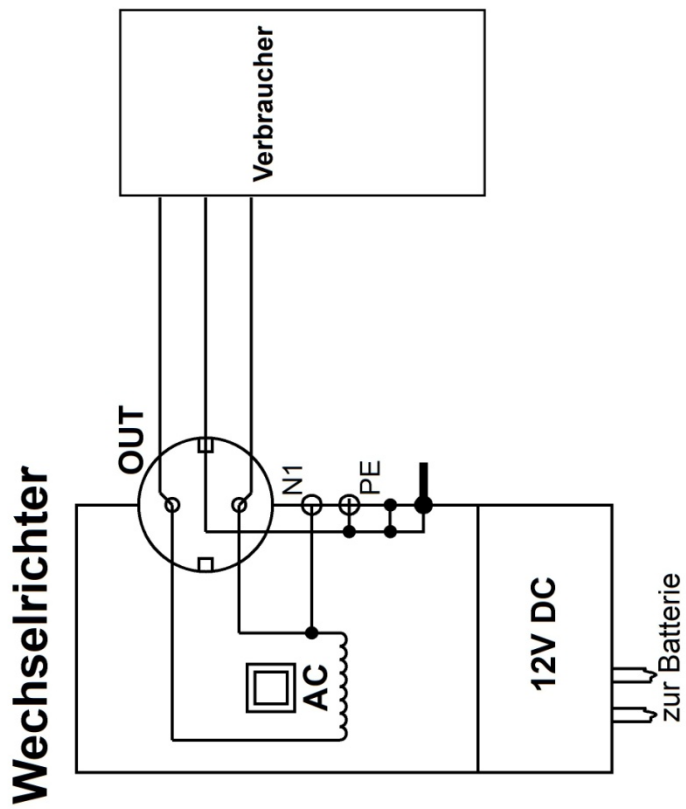 Wechselrichter
OUT
Verbraucher
N1
PE
AC
12V DC
zur Batterie